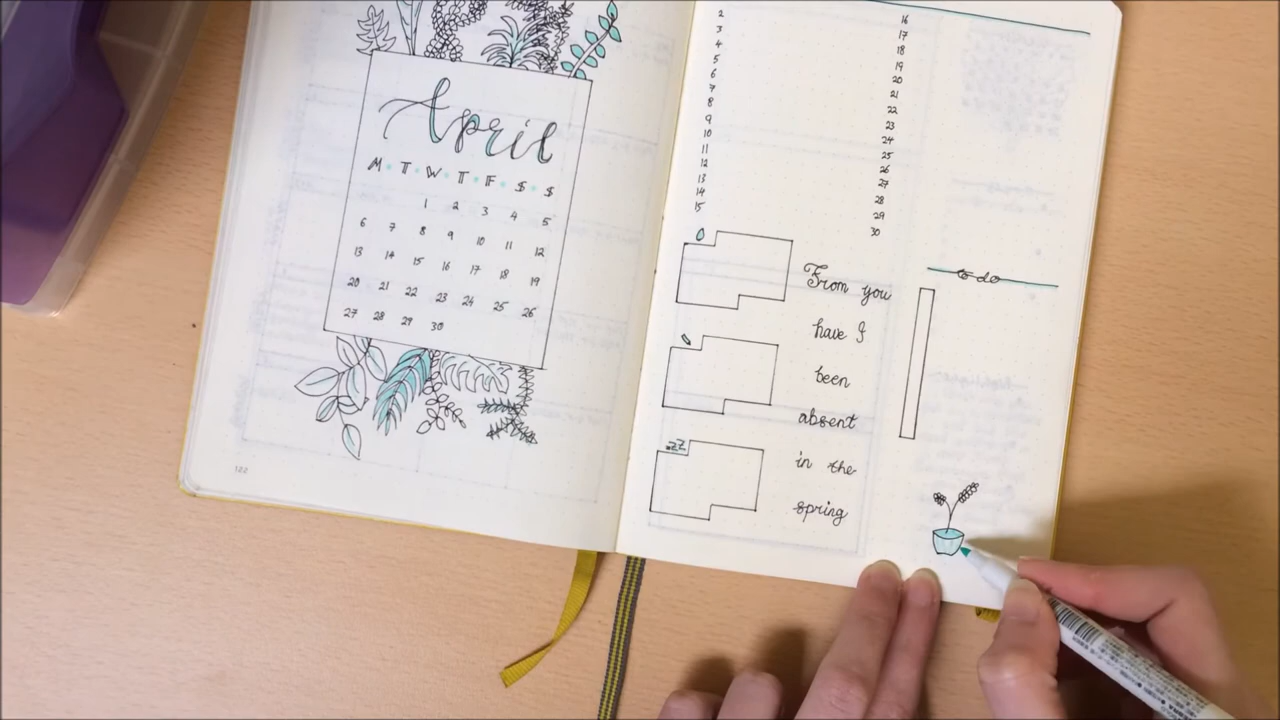 April
M T W T F S S
1 2 3 4 5
6 7 8 9 10 11 12
13 14 15 16 17 18 19
20 21 22 23 24 25 26
27 28 29 30
122
2
3
4
5
6
7
8
9
10
11
12
13
14
15
16
17
18
19
20
21
22
23
24
25
26
27
28
29
30
zZ
From you
have I
been
absent
in the
spring
to do